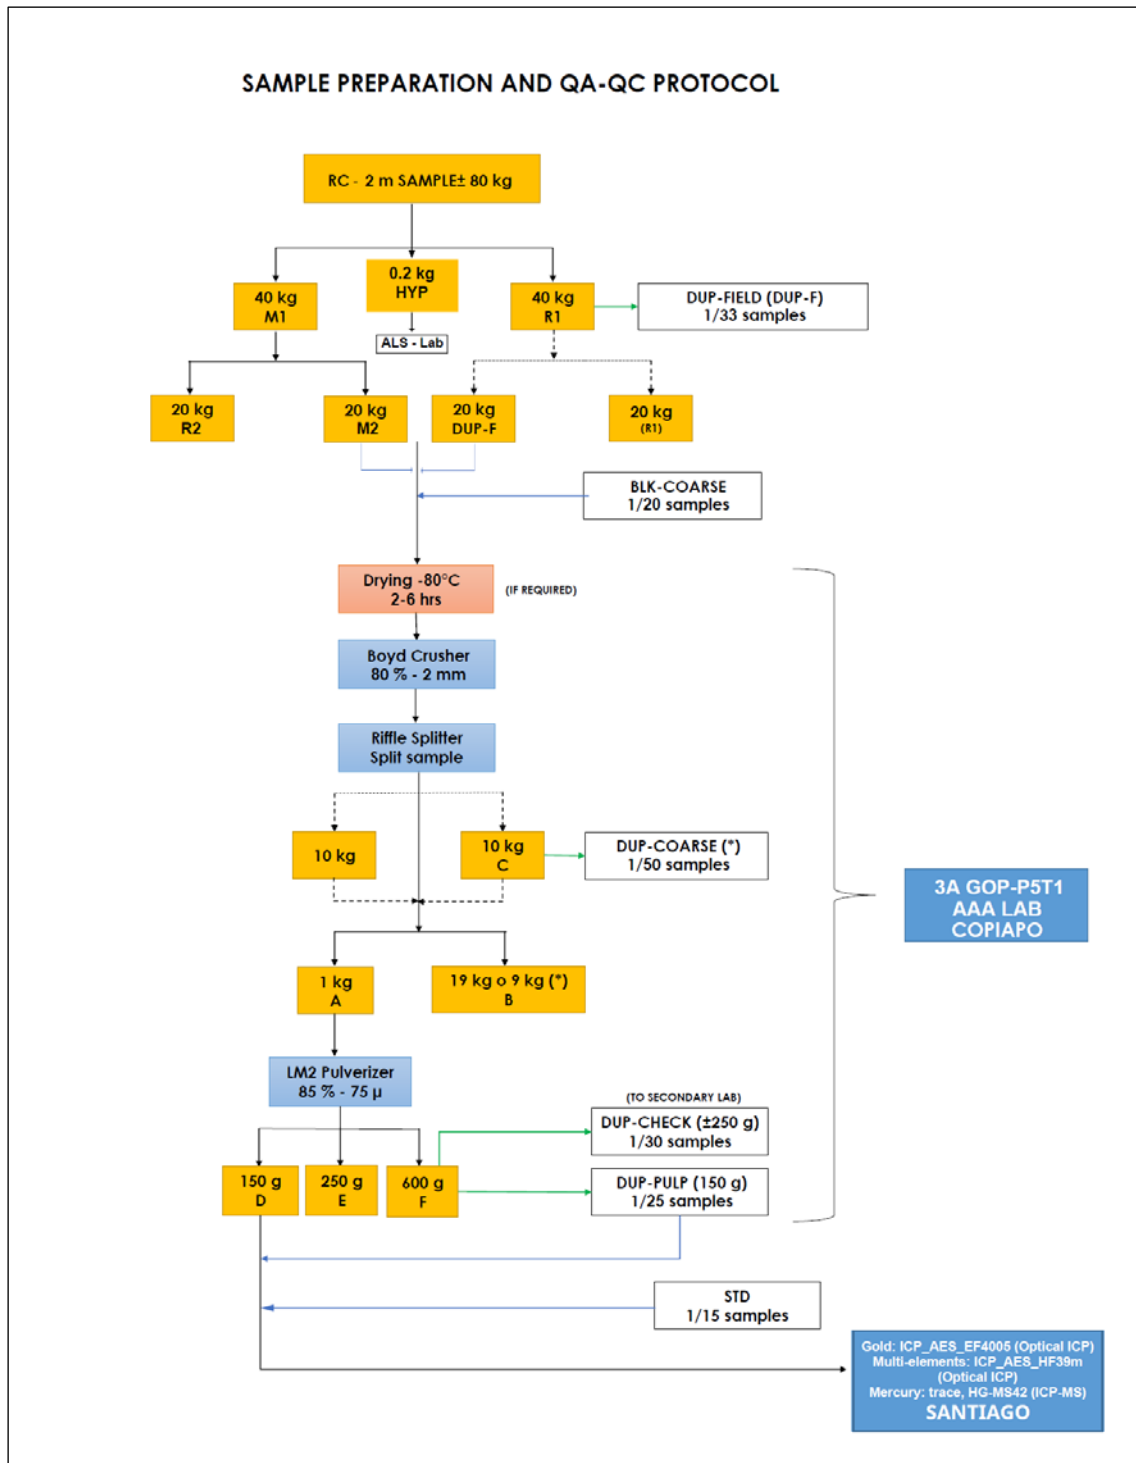 SAMPLE PREPARATION AND QA-QC PROTOCOL
RC - 2 m SAMPLE± 80 kg
40 kg
M1
0.2 kg
HYP
40 kg
R1
DUP-FIELD (DUP-F)
1/33 samples
ALS - Lab
20 kg
R2
20 kg
M2
20 kg
DUP-F
20 kg
(R1)
BLK-COARSE
1/20 samples
Drying -80°C
2-6 hrs
(IF REQUIRED)
Boyd Crusher
80 % - 2 mm
Riffle Splitter
Split sample
10 kg
10 kg
C
DUP-COARSE (*)
1/50 samples
3A GOP-P5T1
AAA LAB
COPIAPO
1 kg
A
19 kg o 9 kg (*)
B
LM2 Pulverizer
85 % - 75 µ
(TO SECONDARY LAB)
DUP-CHECK (±250 g)
1/30 samples
150 g
D
250 g
E
600 g
F
DUP-PULP (150 g)
1/25 samples
STD
1/15 samples
Gold: ICP_AES_EF4005 (Optical ICP)
Multi-elements: ICP_AES_HF39m
(Optical ICP)
Mercury: trace, HG-MS42 (ICP-MS)
SANTIAGO